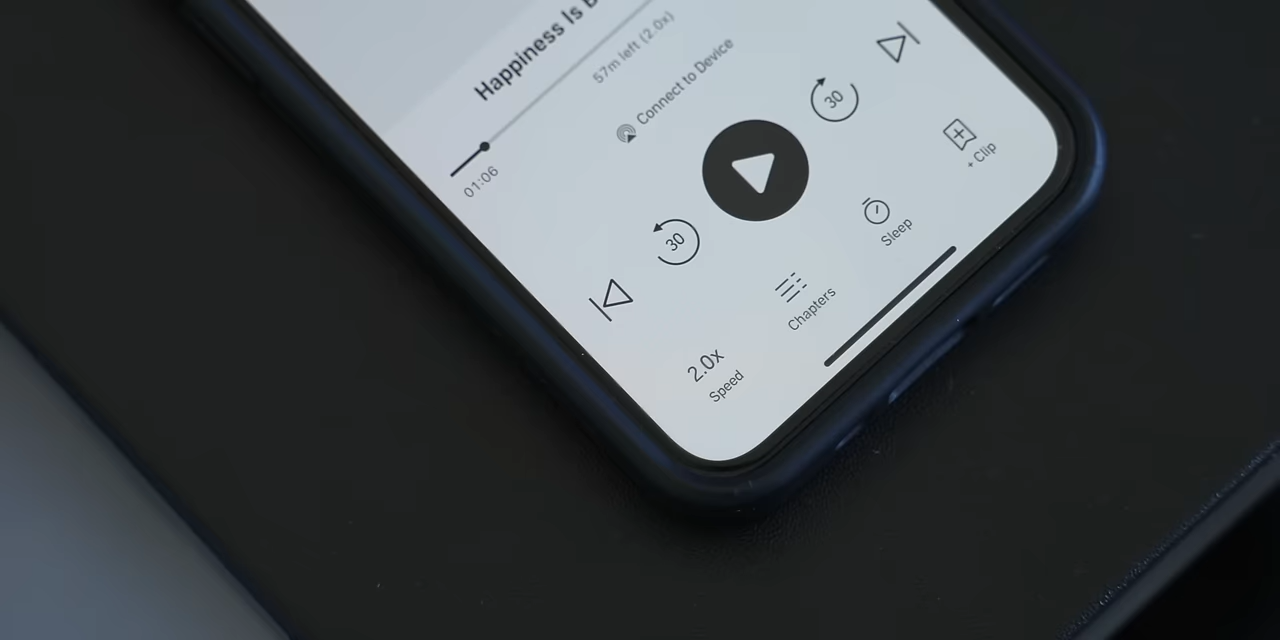 Happiness Is
01:06
57m left (2.0x)
Connect to Device
30
30
2.0x
Speed
Chapters
Sleep
+ Clip